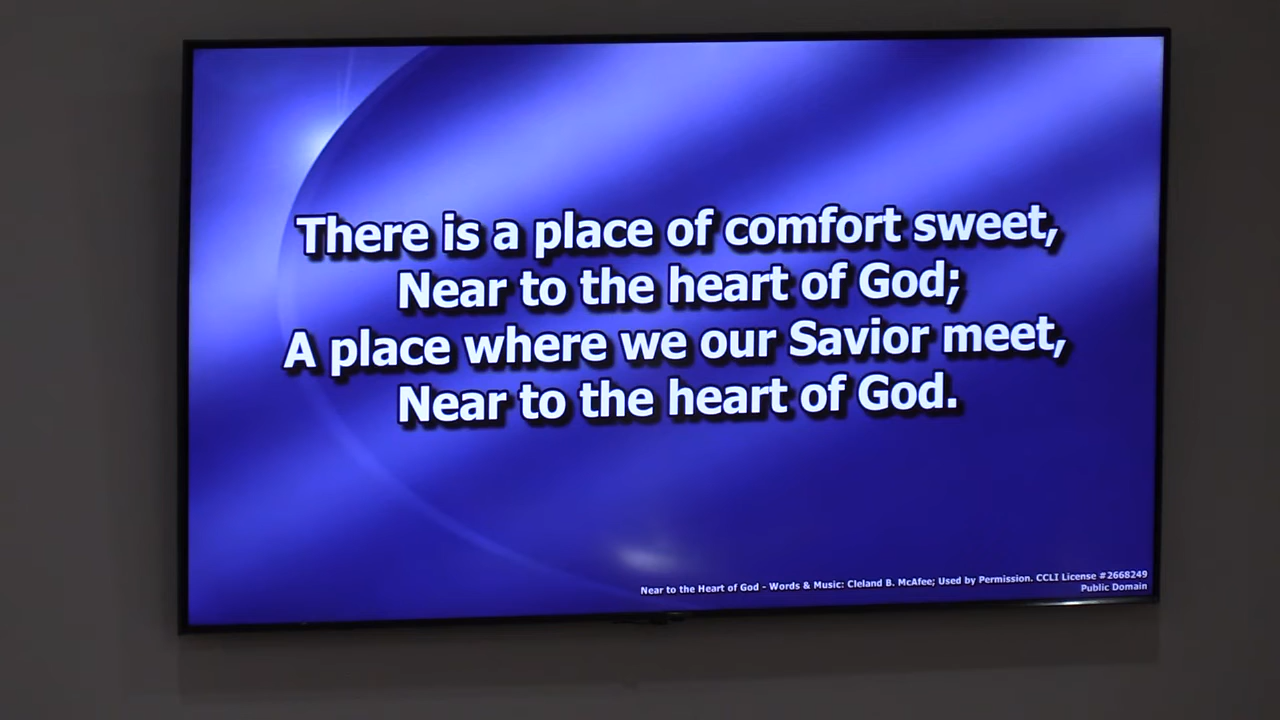 There is a place of comfort sweet,
Near to the heart of God;
A place where we our Savior meet,
Near to the heart of God.
Near to the Heart of God - Words & Music: Cleland B. McAfee; Used by Permission. CCLI License #2668249
Public Domain